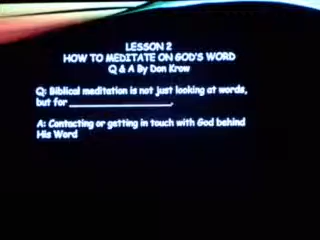 LESSON 2
HOW TO MEDITATE ON GOD'S WORD
Q & A By Don Krow
Q: Biblical meditation is not just looking at words,
but for ____________________.
A: Contacting or getting in touch with God behind
His Word